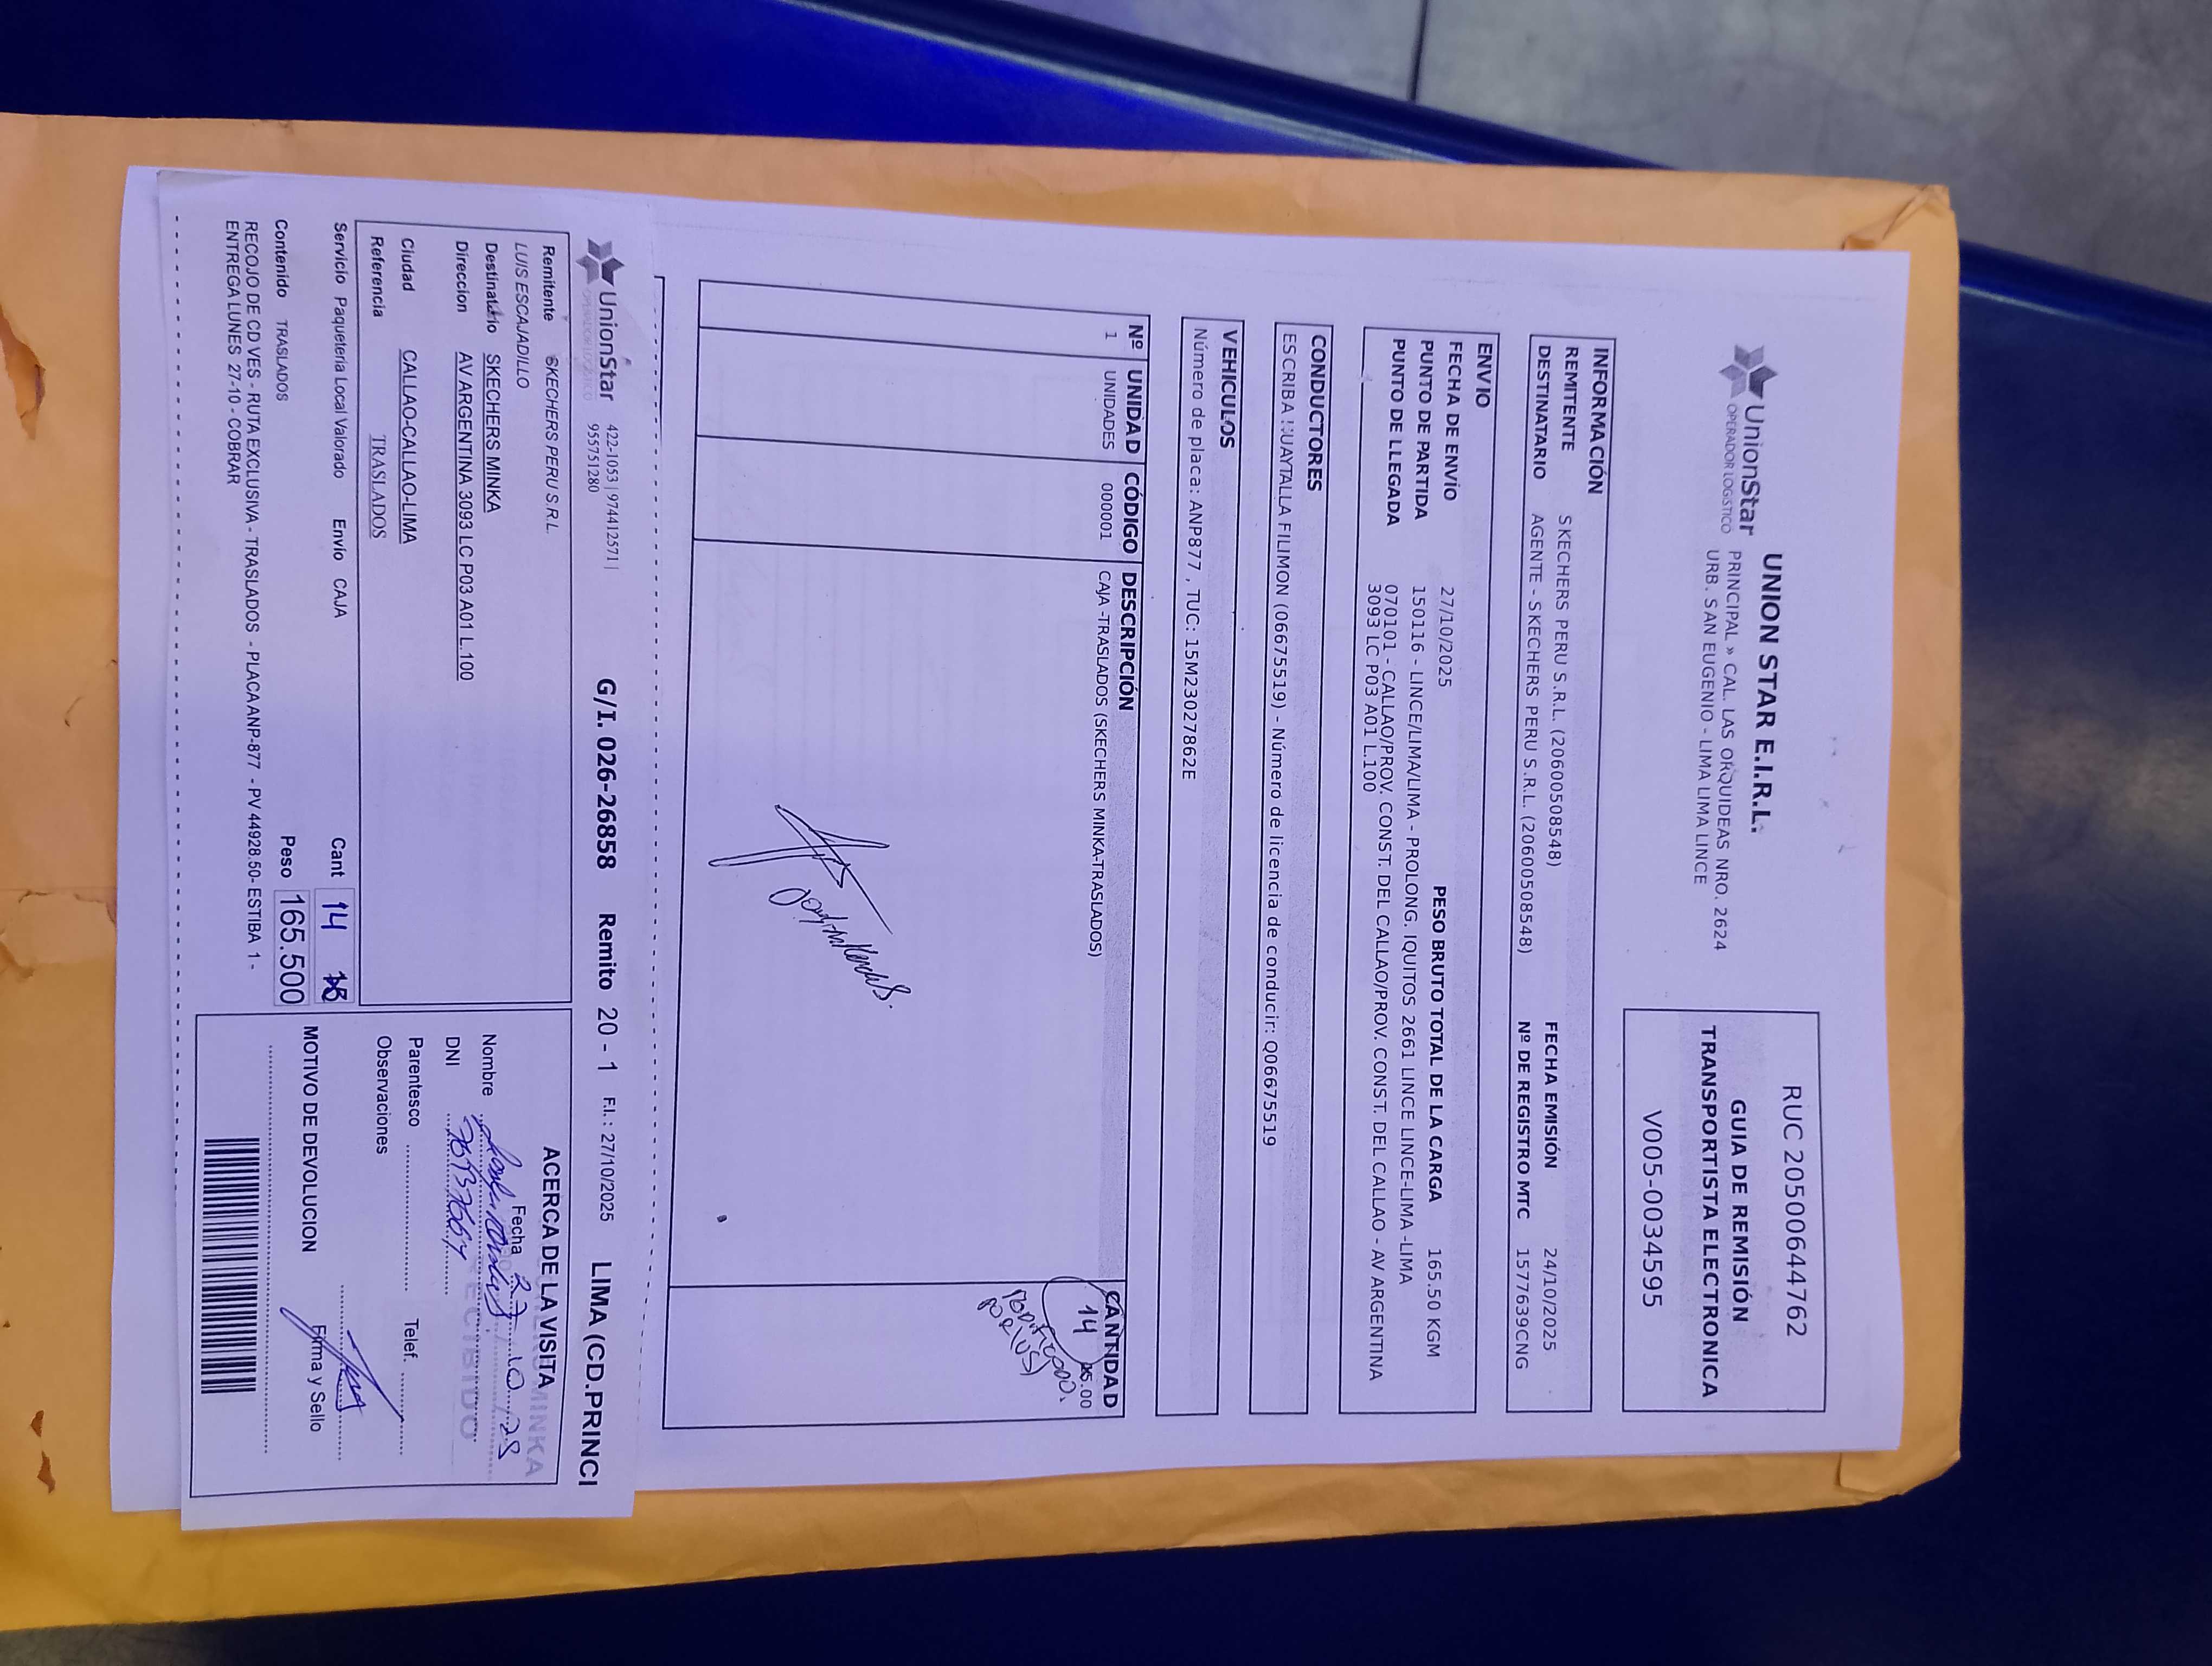 UnionStar
OPERADOR LOGISTICO
UNION STAR E.I.R.L.
PRINCIPAL » CAL. LAS ORQUIDEAS NRO. 2624
URB. SAN EUGENIO - LIMA LIMA LINCE
RUC 20500644762
GUIA DE REMISIÓN
TRANSPORTISTA ELECTRONICA
V005-0034595
INFORMACIÓN
REMITENTE SKECHERS PERU S.R.L. (20600508548) FECHA EMISIÓN 24/10/2025
DESTINATARIO AGENTE - SKECHERS PERU S.R.L. (20600508548) Nº DE REGISTRO MTC 1577639CNG
ENVIO
FECHA DE ENVIO 27/10/2025 PESO BRUTO TOTAL DE LA CARGA 165.50 KGM
PUNTO DE PARTIDA 150116 - LINCE/LIMA/LIMA - PROLONG. IQUITOS 2661 LINCE LINCE-LIMA -LIMA
PUNTO DE LLEGADA 070101 - CALLAO/PROV. CONST. DEL CALLAO/PROV. CONST. DEL CALLAO - AV ARGENTINA
3093 LC P03 A01 L.100
CONDUCTORES
ESCRIBA HUAYTALLA FILIMON (06675519) - Número de licencia de conducir: Q06675519
VEHICULOS
Número de placa: ANP877 , TUC: 15M23027862E
Nº UNIDAD CÓDIGO DESCRIPCIÓN CANTIDAD
1 UNIDADES 000001 CAJA -TRASLADOS (SKECHERS MINKA-TRASLADOS) 14
UnionStar
OPERADOR LOGISTICO
422-1053 | 974412571 |
955751280
G/I. 026-26858 Remito 20 - 1 F.I.: 27/10/2025 LIMA (CD.PRINCI
Remitente SKECHERS PERU S.R.L.
LUIS ESCAJADILLO
Destinatario SKECHERS MINKA
Direccion AV ARGENTINA 3093 LC P03 A01 L.100
Ciudad CALLAO-CALLAO-LIMA
Referencia TRASLADOS
Servicio Paqueteria Local Valorado Envio CAJA Cant 14
Contenido TRASLADOS Peso 165.500
RECOJO DE CD VES - RUTA EXCLUSIVA - TRASLADOS - PLACA ANP-877 - PV 44928.50- ESTIBA 1 -
ENTREGA LUNES 27-10 - COBRAR
ACERCA DE LA VISITA
MINKA
RECIBIDO
Fecha 27 10
Nombre
DNI
Parentesco Telef.
Observaciones
Firma y Sello
MOTIVO DE DEVOLUCION